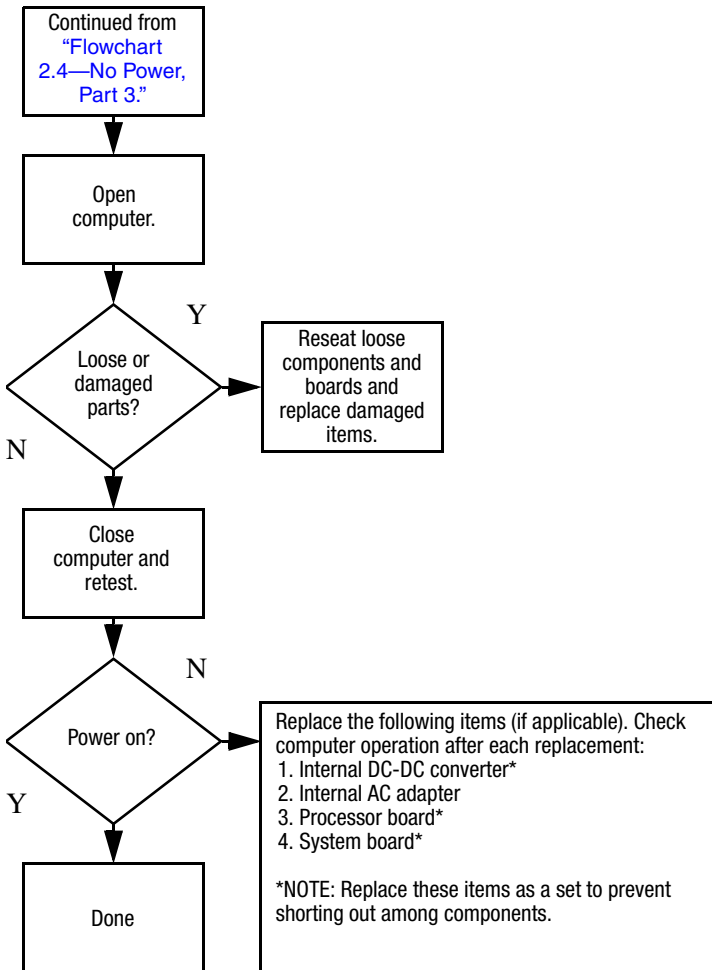 Continued from
“Flowchart
2.4—No Power,
Part 3.”
Open
computer.
Y
Loose or
damaged
parts?
Reseat loose
components and
boards and
replace damaged
items.
N
Close
computer and
retest.
N
Power on?
Replace the following items (if applicable). Check
computer operation after each replacement:
1. Internal DC-DC converter*
2. Internal AC adapter
3. Processor board*
4. System board*
*NOTE: Replace these items as a set to prevent
shorting out among components.
Y
Done